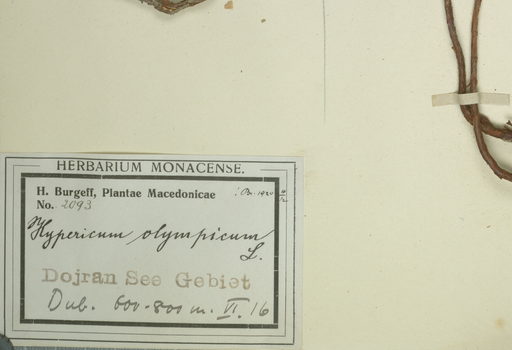 HERBARIUM MONACENSE.
H. Burgeff, Plantae Macedonicae
No. 2093
Hypericum olympicum
L.
Dojran See Gebiet
Dub. 600-800 m. VI. 16